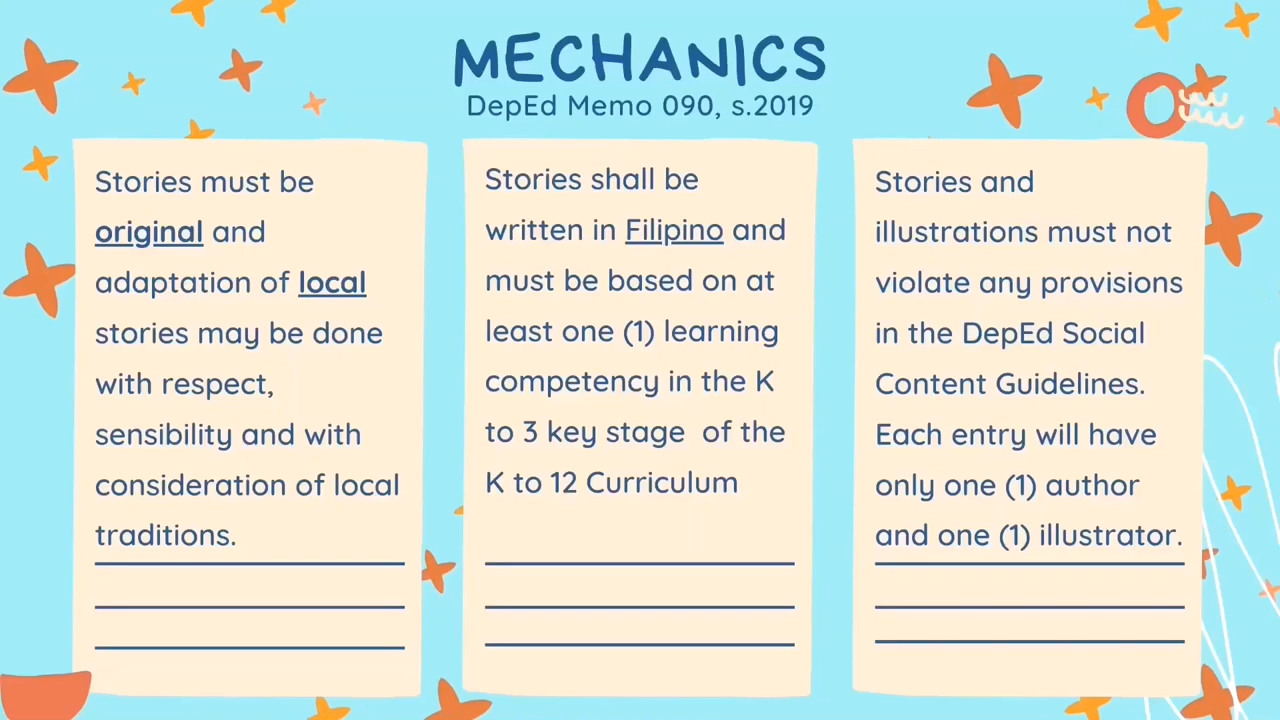 MECHANICS
DepEd Memo 090, s.2019
Stories must be
original and
adaptation of local
stories may be done
with respect,
sensibility and with
consideration of local
traditions.
Stories shall be
written in Filipino and
must be based on at
least one (1) learning
competency in the K
to 3 key stage of the
K to 12 Curriculum
Stories and
illustrations must not
violate any provisions
in the DepEd Social
Content Guidelines.
Each entry will have
only one (1) author
and one (1) illustrator.